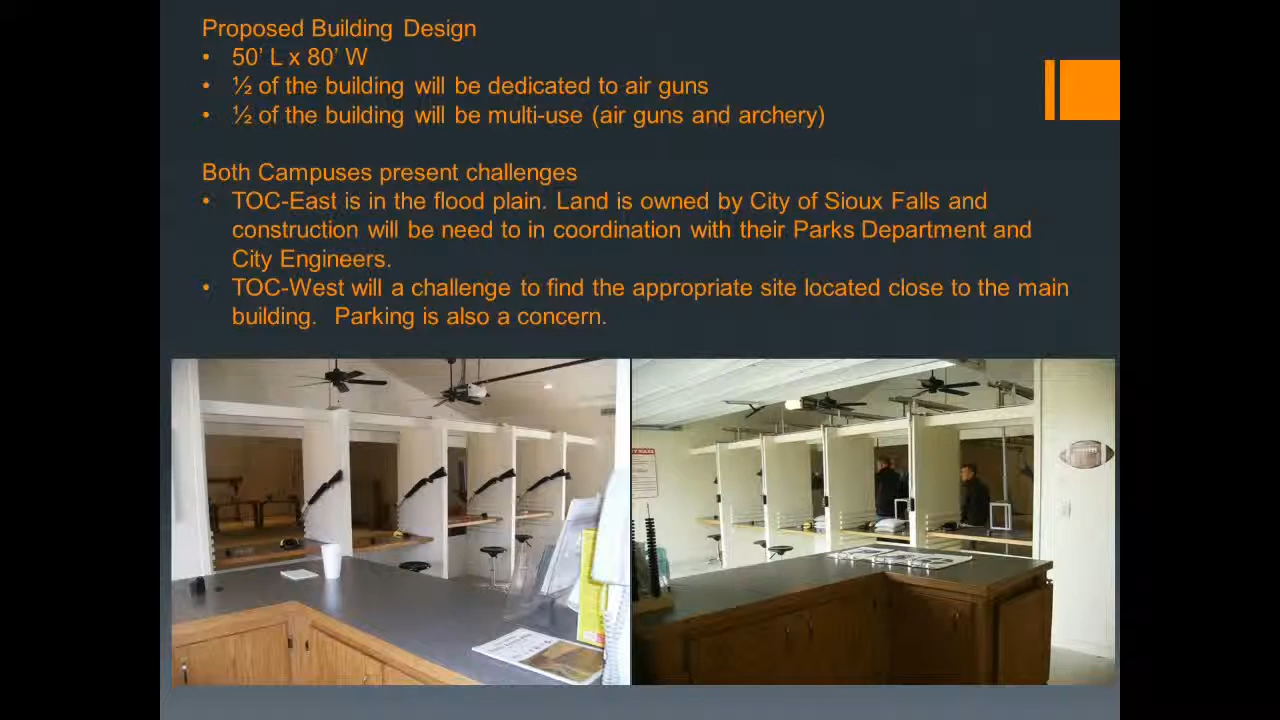 Proposed Building Design
• 50’ L x 80’ W
• ½ of the building will be dedicated to air guns
• ½ of the building will be multi-use (air guns and archery)
Both Campuses present challenges
• TOC-East is in the flood plain. Land is owned by City of Sioux Falls and
construction will be need to in coordination with their Parks Department and
City Engineers.
• TOC-West will a challenge to find the appropriate site located close to the main
building. Parking is also a concern.